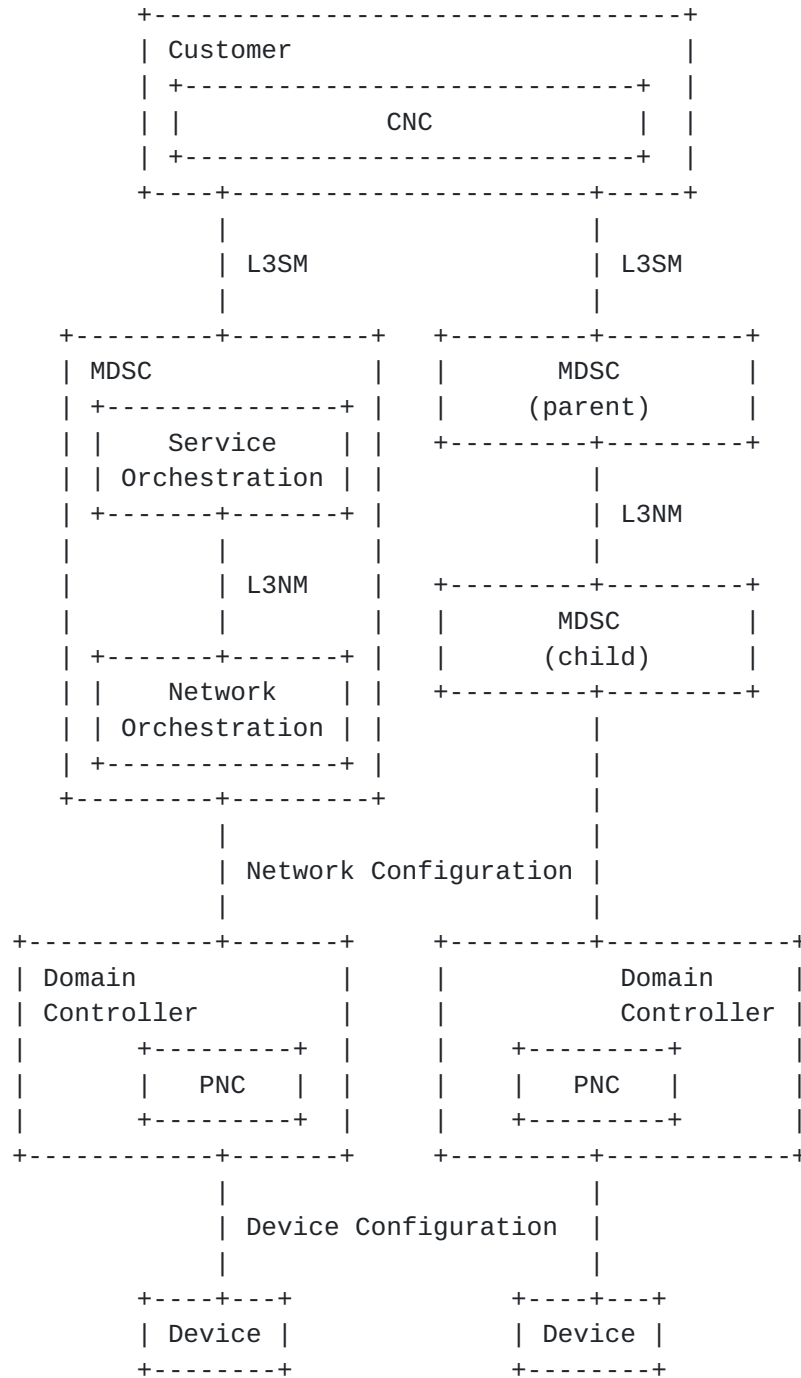 Customer
CNC
L3SM L3SM
MDSC MDSC
(parent)
Service
Orchestration
L3NM
L3NM
MDSC
(child)
Network
Orchestration
Network Configuration
Domain Domain
Controller Controller
PNC PNC
Device Configuration
Device Device